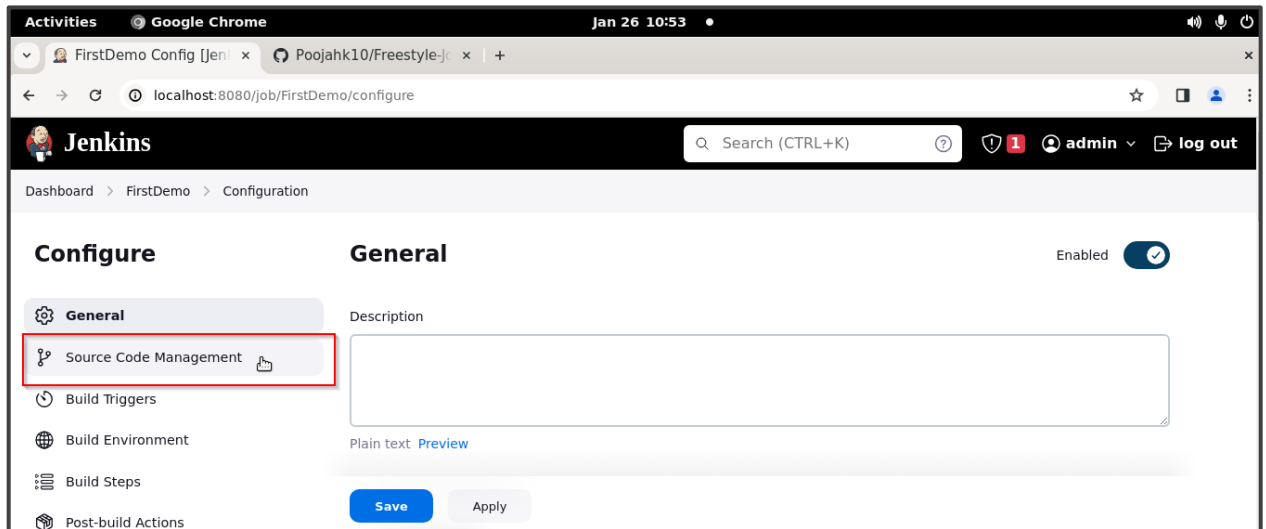 Activities Google Chrome Jan 26 10:53
FirstDemo Config [Jen × Poojahk10/Freestyle-Jo × + ×
localhost:8080/job/FirstDemo/configure
Jenkins Search (CTRL+K) ? 1 admin log out
Dashboard > FirstDemo > Configuration
Configure
General
Source Code Management
Build Triggers
Build Environment
Build Steps
Post-build Actions
General Enabled
Description
Plain text Preview
Save Apply